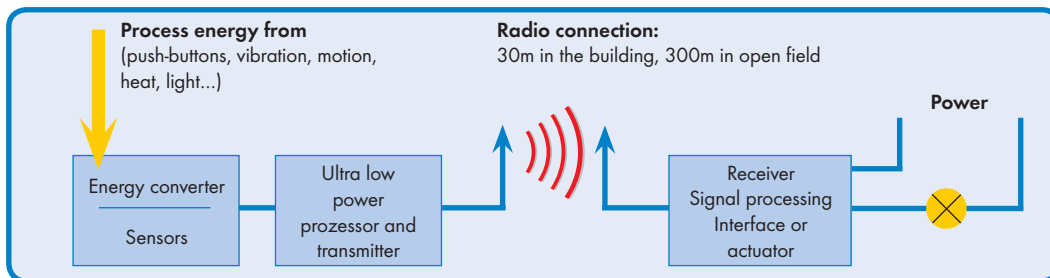 Process energy from
(push-buttons, vibration, motion,
heat, light...)
Radio connection:
30m in the building, 300m in open field
Power
Energy converter
Sensors
Ultra low
power
prozessor and
transmitter
Receiver
Signal processing
Interface or
actuator